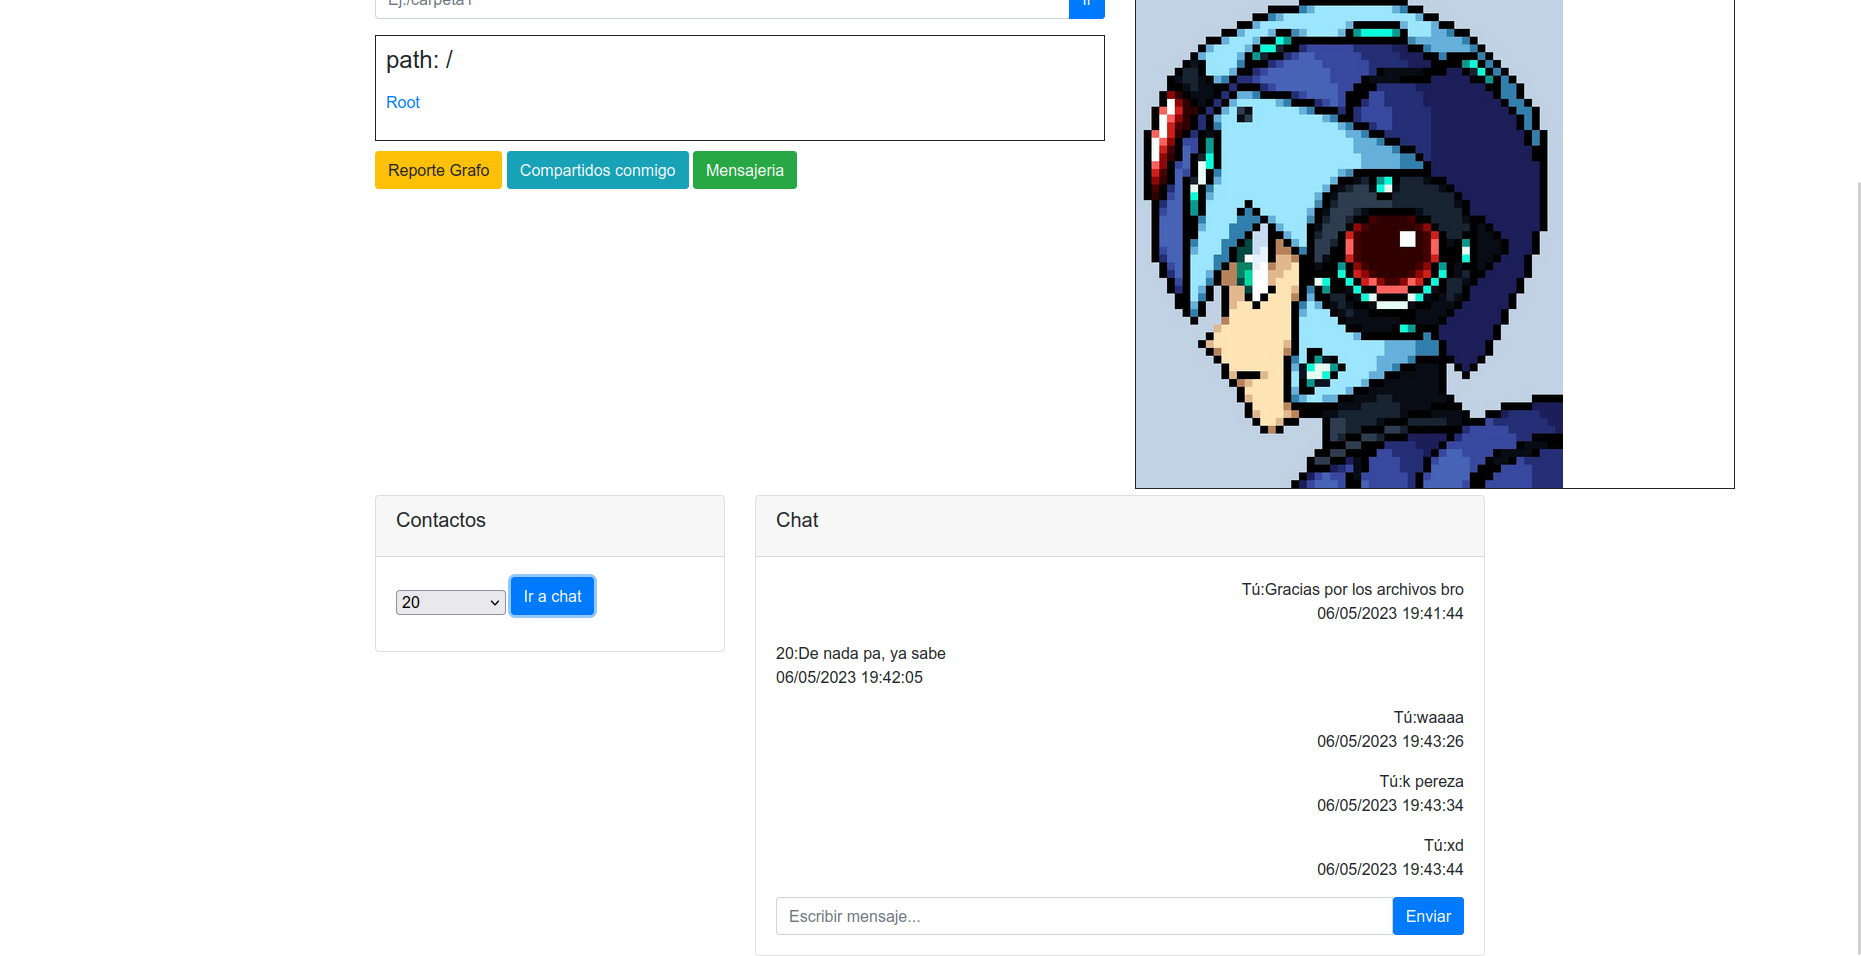 Ej./carpeta1
Ir
path: /
Root
Reporte Grafo
Compartidos conmigo
Mensajeria
Contactos
20
Ir a chat
Chat
Tú:Gracias por los archivos bro
06/05/2023 19:41:44
20:De nada pa, ya sabe
06/05/2023 19:42:05
Tú:waaaa
06/05/2023 19:43:26
Tú:k pereza
06/05/2023 19:43:34
Tú:xd
06/05/2023 19:43:44
Escribir mensaje...
Enviar